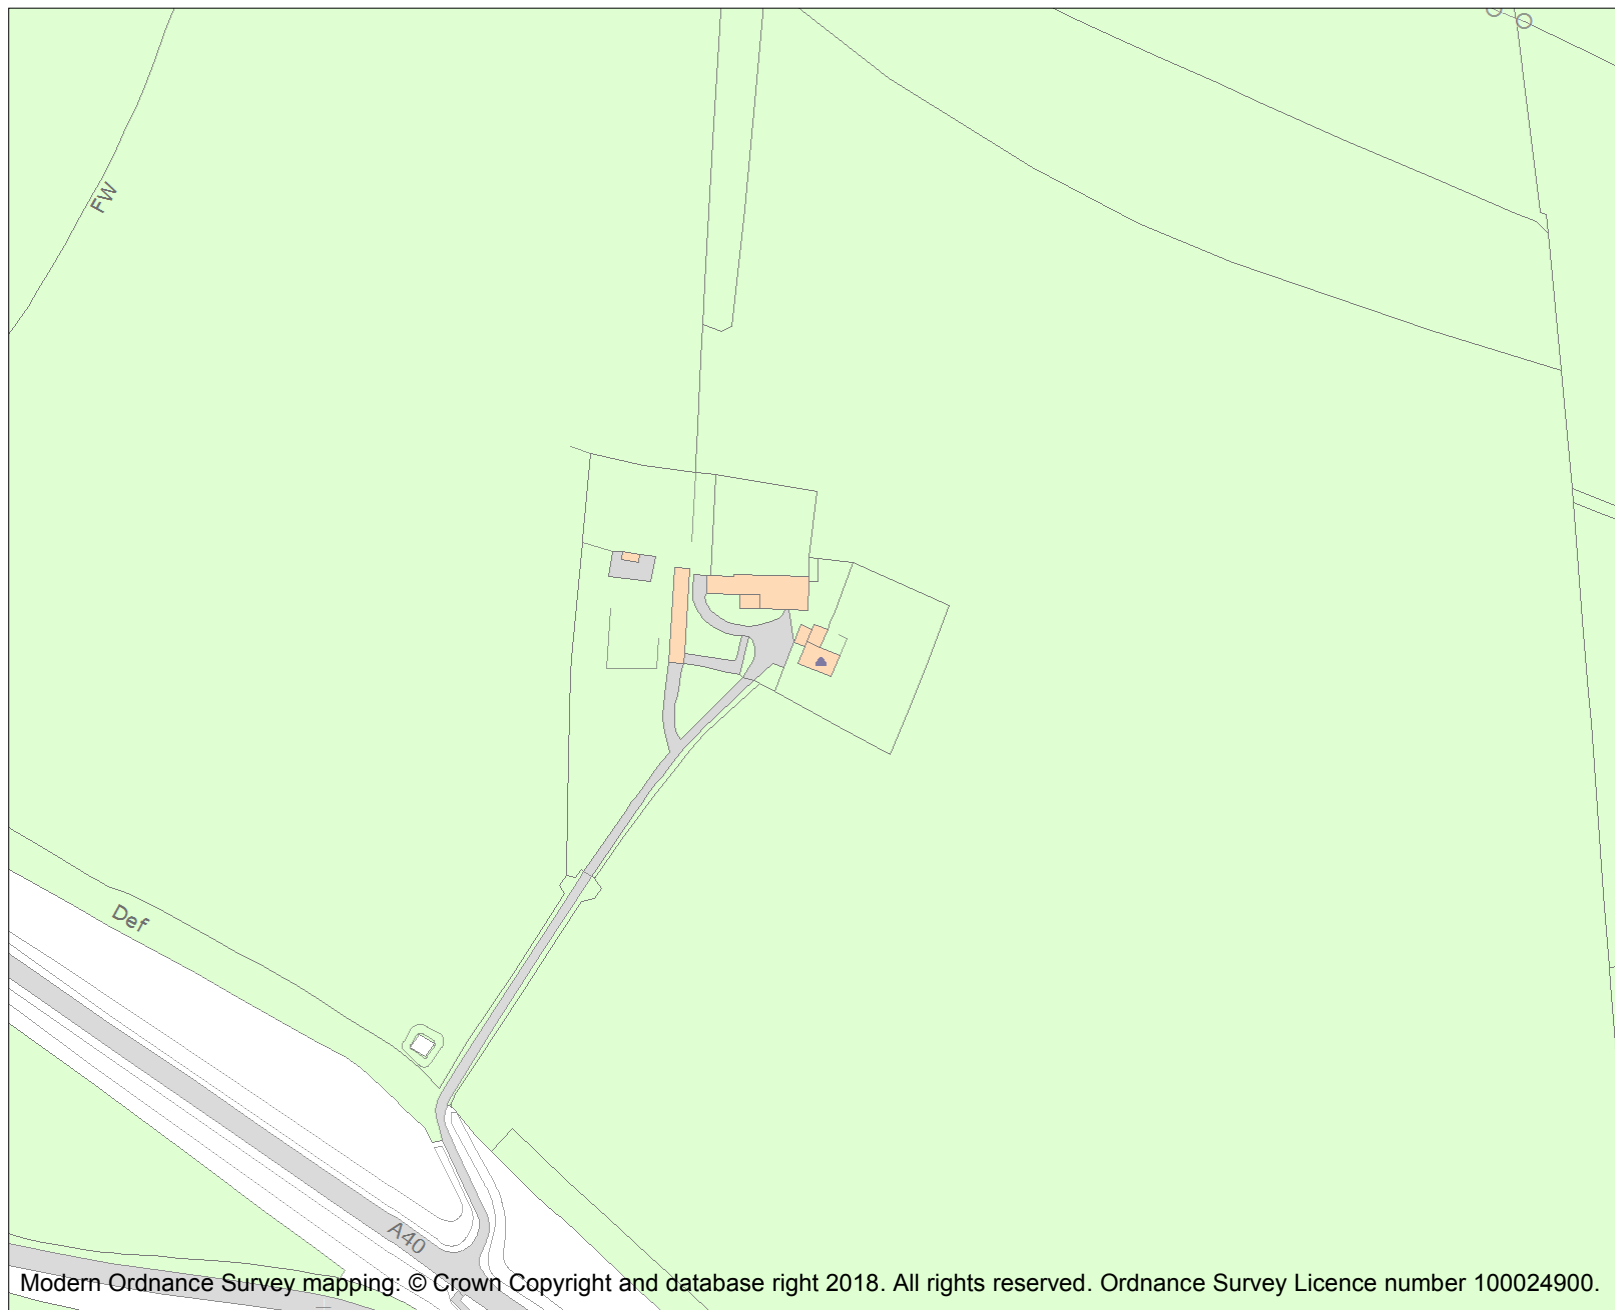 FW
Def
A40
Modern Ordnance Survey mapping: © Crown Copyright and database right 2018. All rights reserved. Ordnance Survey Licence number 100024900.